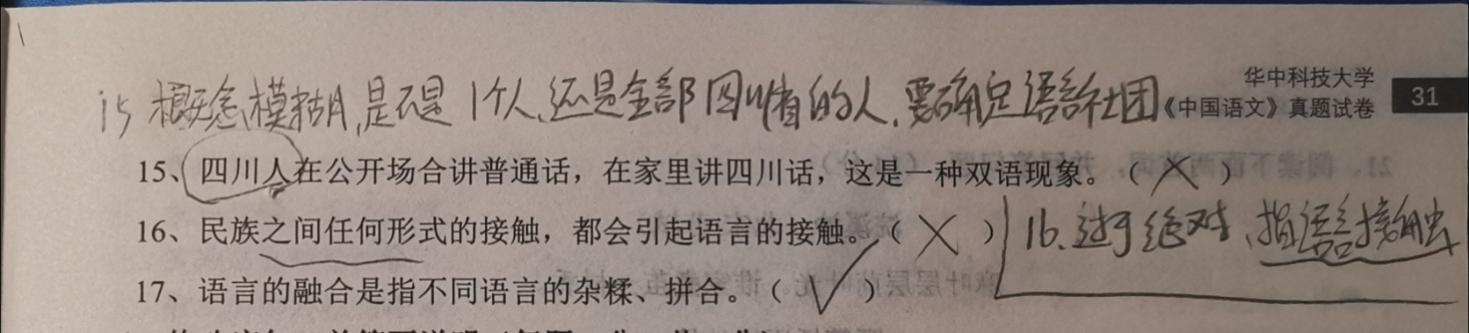 华中科技大学
15 概念模糊,是不是1个人,还是全部四川省的人,要确定语言社团
《中国语文》真题试卷 31
15、四川人在公开场合讲普通话，在家里讲四川话，这是一种双语现象。（ × ）
16、民族之间任何形式的接触，都会引起语言的接触。（ × ） 16、过于绝对、指语言接触
17、语言的融合是指不同语言的杂糅、拼合。（ √ ）